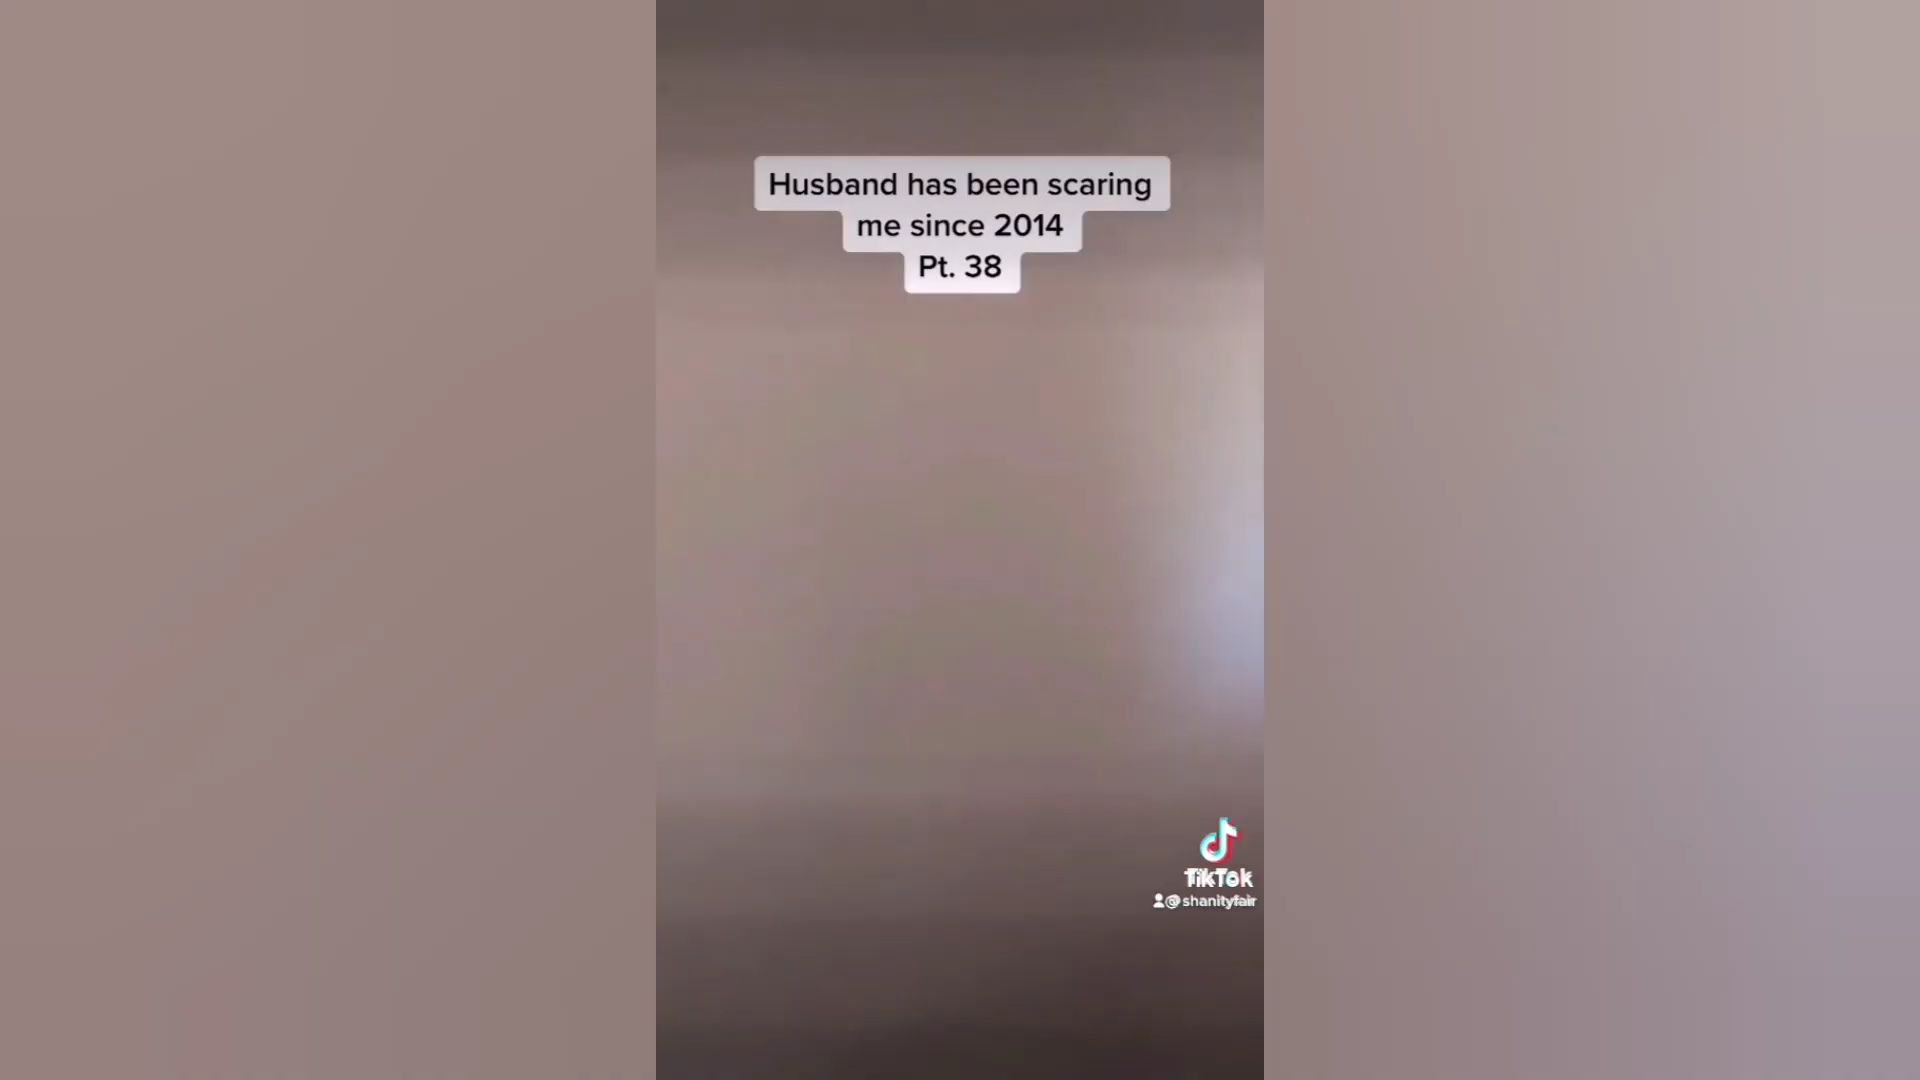 Husband has been scaring
me since 2014
Pt. 38
TikTok
@shanityfair